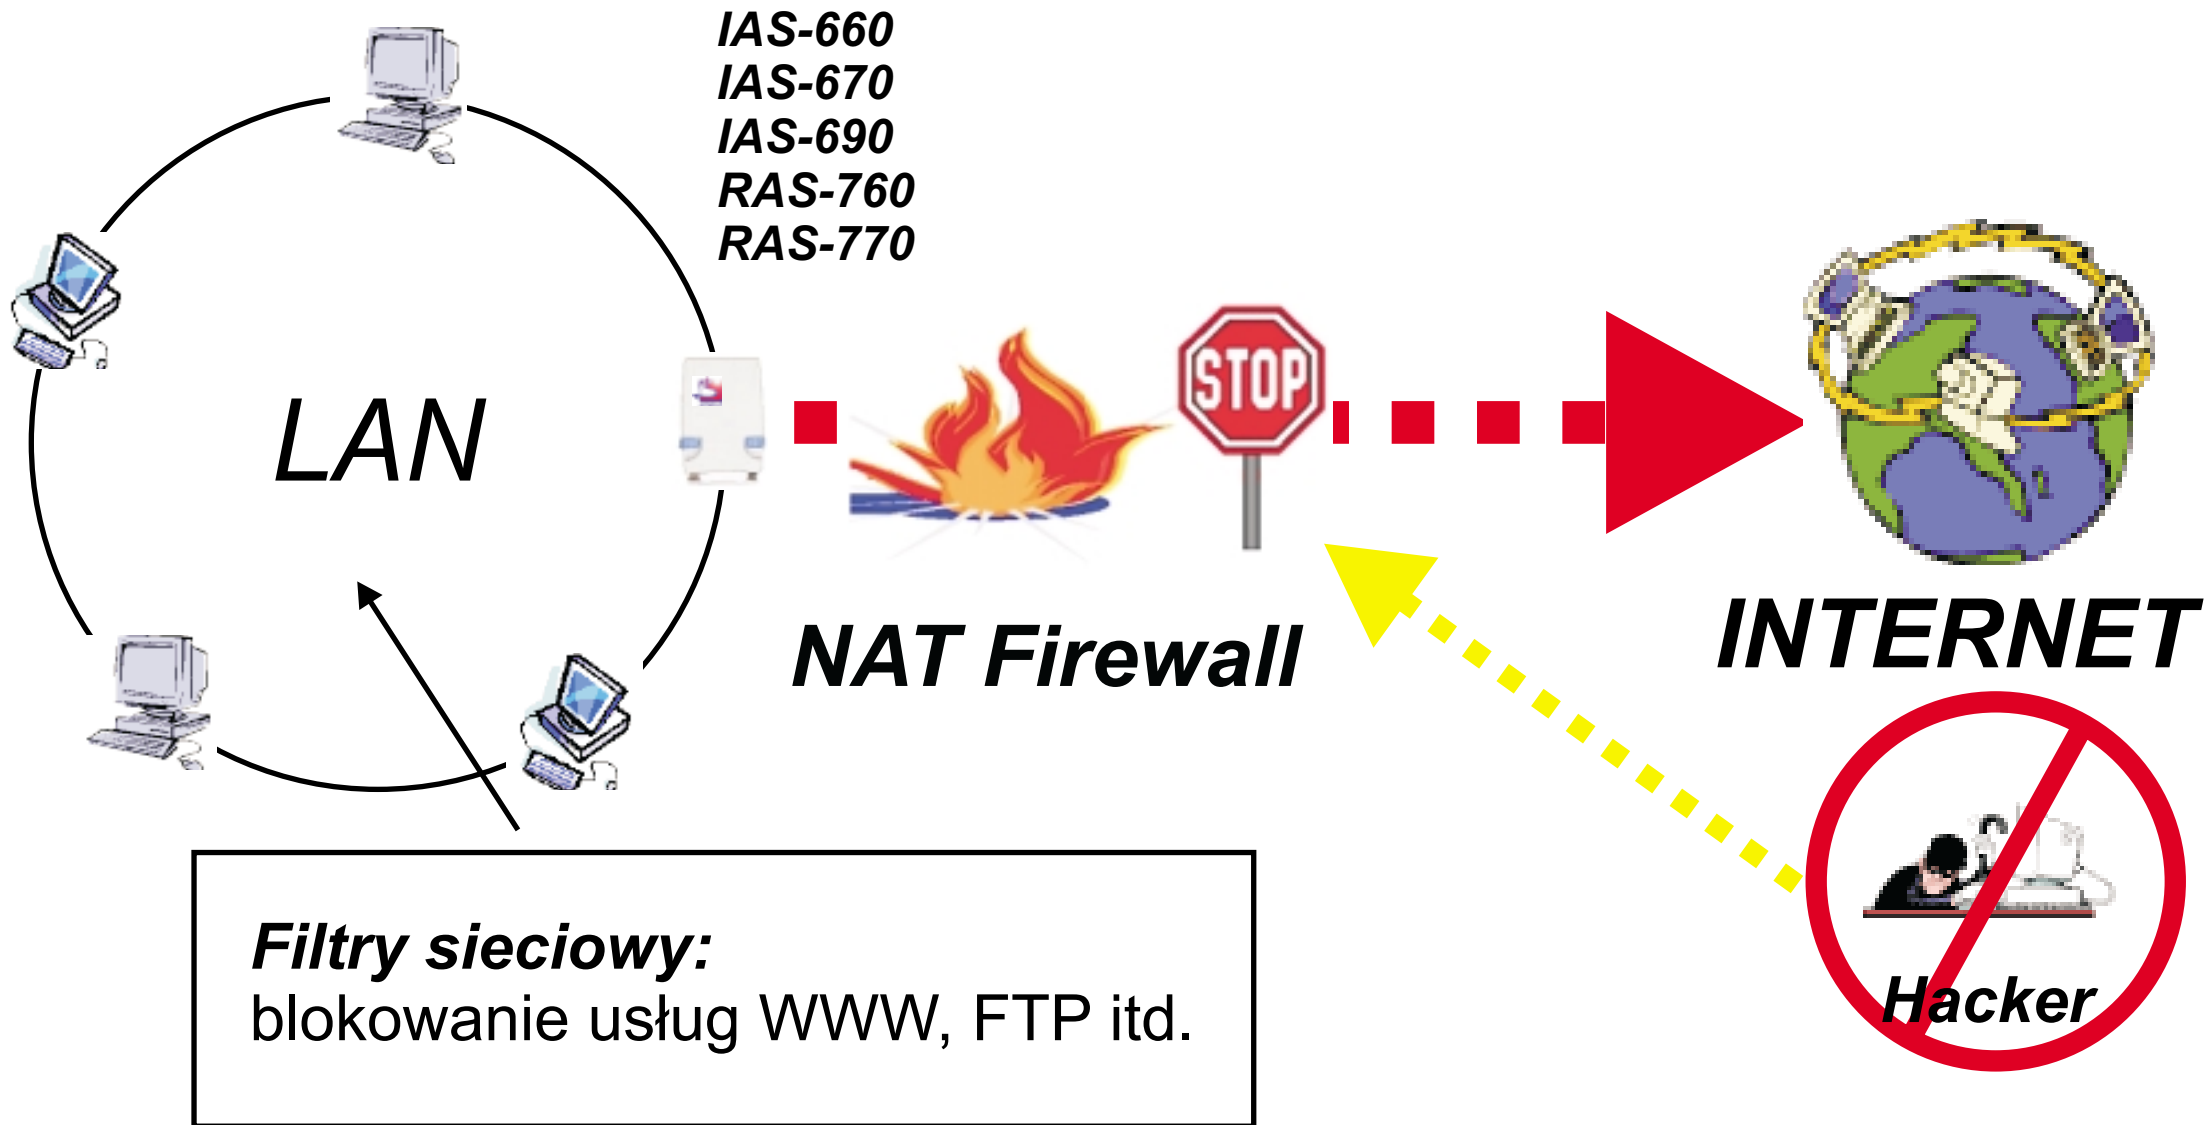 IAS-660
IAS-670
IAS-690
RAS-760
RAS-770
LAN
STOP
NAT Firewall
INTERNET
Hacker
Filtry sieciowy:
blokowanie usług WWW, FTP itd.